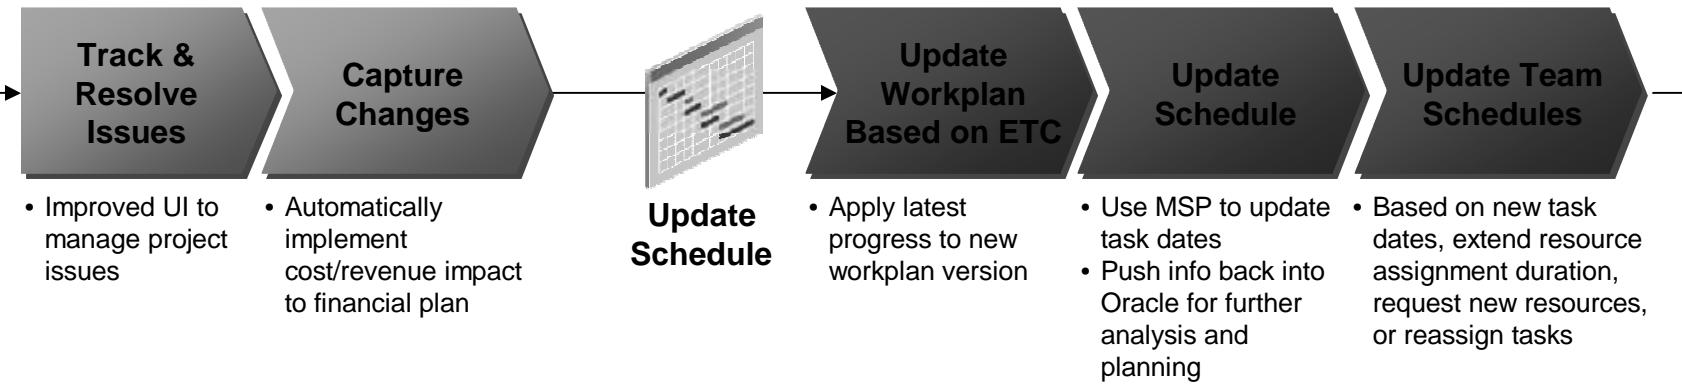 Track &
Resolve
Issues
• Improved UI to
manage project
issues
Capture
Changes
• Automatically
implement
cost/revenue impact
to financial plan
Update
Schedule
Update
Workplan
Based on ETC
• Apply latest
progress to new
workplan version
Update
Schedule
• Use MSP to update
task dates
• Push info back into
Oracle for further
analysis and
planning
Update Team
Schedules
• Based on new task
dates, extend resource
assignment duration,
request new resources,
or reassign tasks